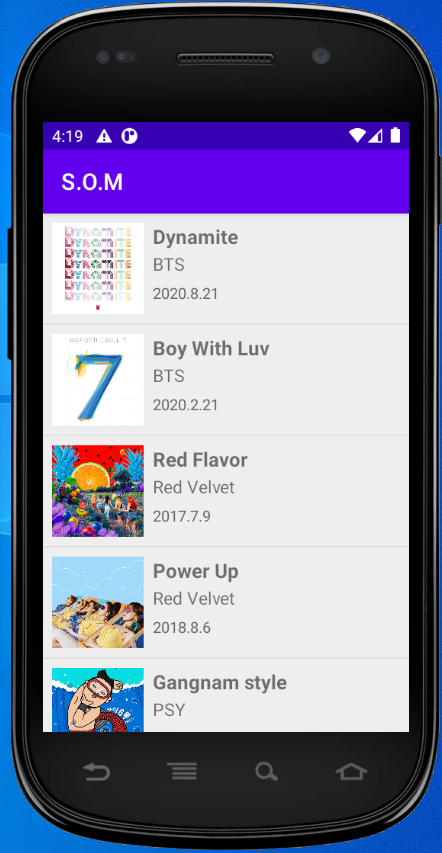 4:19
S.O.M
DYNAMITE
DYNAMITE
DYNAMITE
DYNAMITE
DYNAMITE
DYNAMITE
DYNAMITE
Dynamite
BTS
2020.8.21
MAP OF THE SOUL : 7
7
Boy With Luv
BTS
2020.2.21
Red Flavor
Red Velvet
2017.7.9
Power Up
Red Velvet
2018.8.6
Gangnam style
PSY